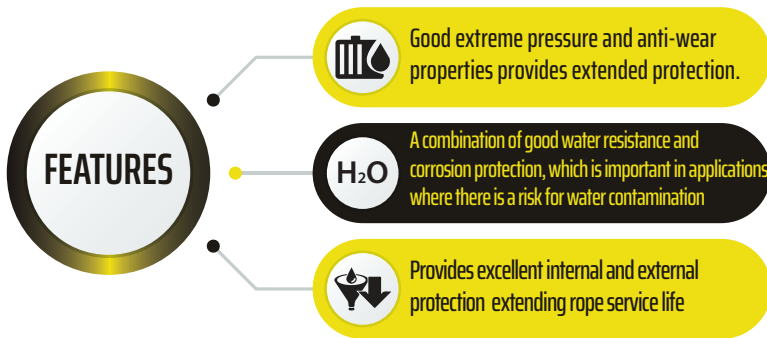 FEATURES
Good extreme pressure and anti-wear
properties provides extended protection.
H₂O
A combination of good water resistance and
corrosion protection, which is important in applications
where there is a risk for water contamination
Provides excellent internal and external
protection extending rope service life